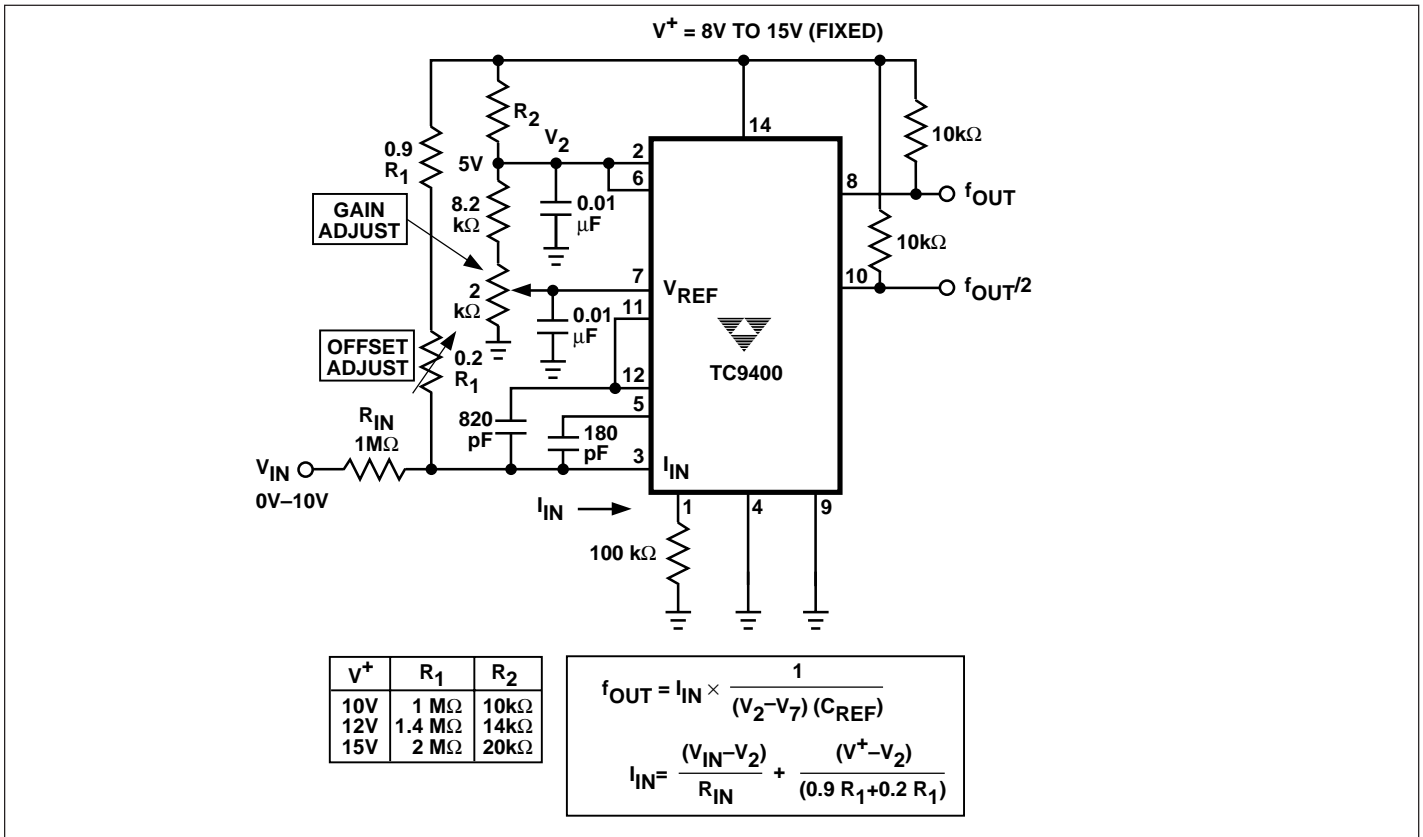 V+ = 8V TO 15V (FIXED)
R2
14
10kΩ
0.9
R1
V2
5V
2
6
8
fOUT
GAIN
ADJUST
8.2
kΩ
0.01
µF
10kΩ
2
kΩ
7
VREF
10
fOUT/2
11
0.01
µF
OFFSET
ADJUST
0.2
R1
TC9400
12
RIN
1MΩ
820
pF
5
180
pF
VIN
3
IIN
0V–10V
IIN
1
4
9
100 kΩ
V+ R1 R2
10V 1 MΩ 10kΩ
12V 1.4 MΩ 14kΩ
15V 2 MΩ 20kΩ
fOUT = IIN × 1
(V2–V7) (CREF)
IIN= (VIN–V2) + (V+–V2)
RIN (0.9 R1+0.2 R1)